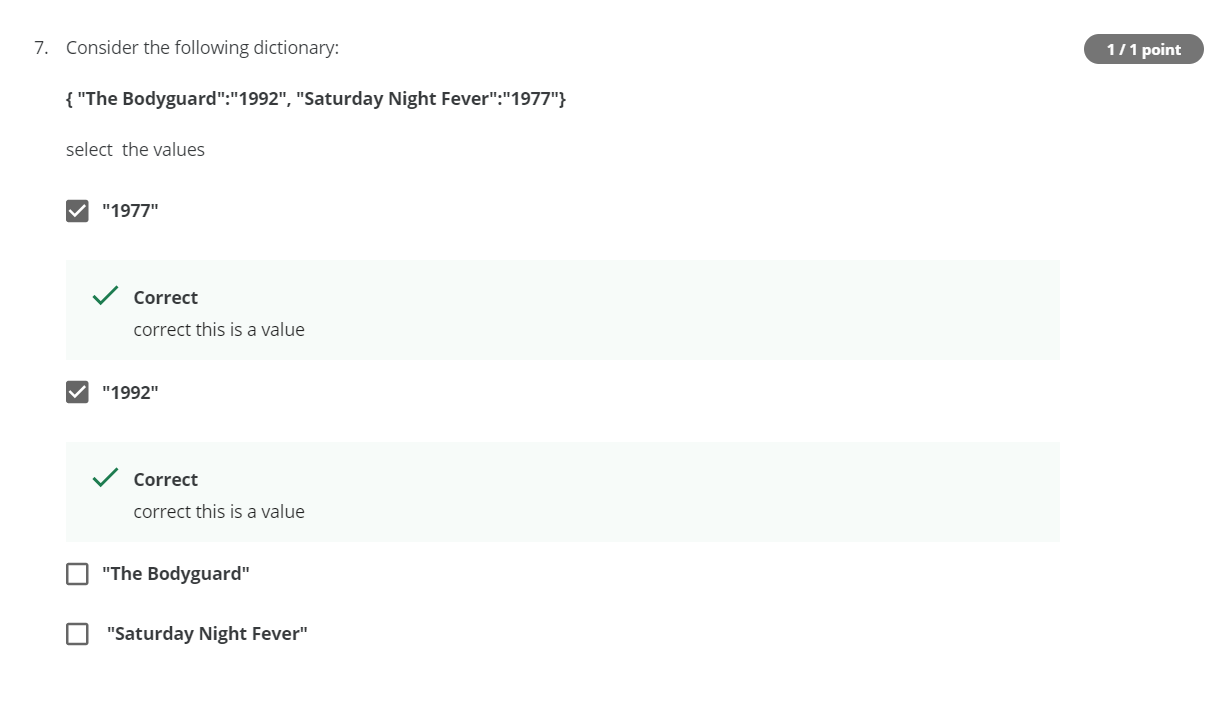 7. Consider the following dictionary:
1 / 1 point
{ "The Bodyguard":"1992", "Saturday Night Fever":"1977"}
select the values
"1977"
Correct
correct this is a value
"1992"
Correct
correct this is a value
"The Bodyguard"
"Saturday Night Fever"